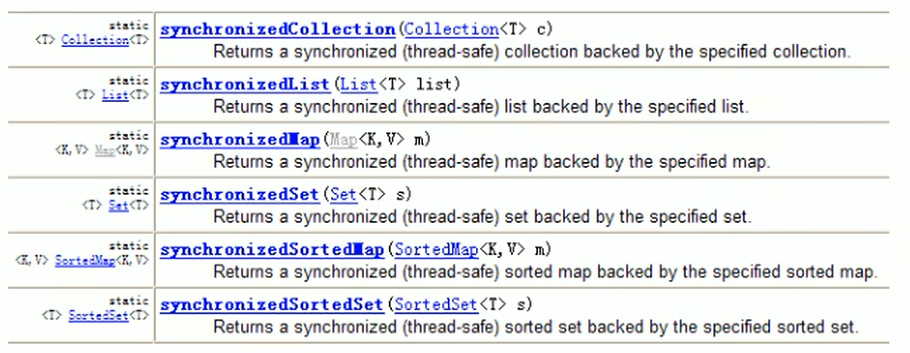 static
<T> Collection<T>
synchronizedCollection(Collection<T> c)
Returns a synchronized (thread-safe) collection backed by the specified collection.
static
<T> List<T>
synchronizedList(List<T> list)
Returns a synchronized (thread-safe) list backed by the specified list.
static
<K,V> Map<K,V>
synchronizedMap(Map<K,V> m)
Returns a synchronized (thread-safe) map backed by the specified map.
static
<T> Set<T>
synchronizedSet(Set<T> s)
Returns a synchronized (thread-safe) set backed by the specified set.
static
<K,V> SortedMap<K,V>
synchronizedSortedMap(SortedMap<K,V> m)
Returns a synchronized (thread-safe) sorted map backed by the specified sorted map.
static
<T> SortedSet<T>
synchronizedSortedSet(SortedSet<T> s)
Returns a synchronized (thread-safe) sorted set backed by the specified sorted set.